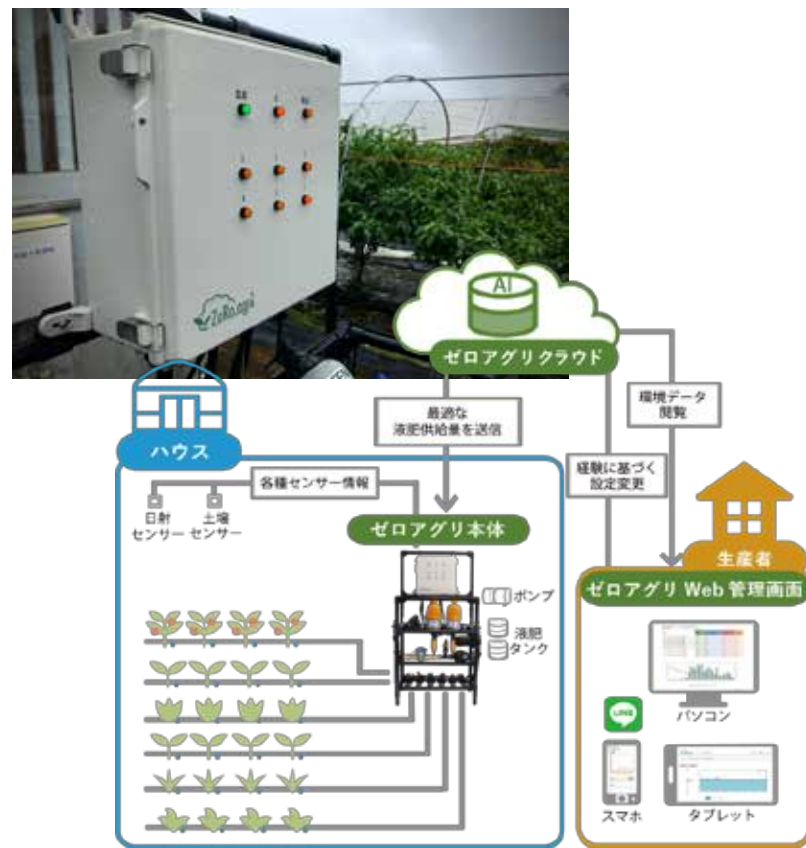 ZeRo.agri
AI
ゼロアグリクラウド
最適な
液肥供給量を送信
環境データ
閲覧
経験に基づく
設定変更
ハウス
各種センサー情報
日射
センサー
土壌
センサー
ゼロアグリ本体
ポンプ
液肥
タンク
生産者
ゼロアグリ Web 管理画面
LINE
パソコン
スマホ
タブレット